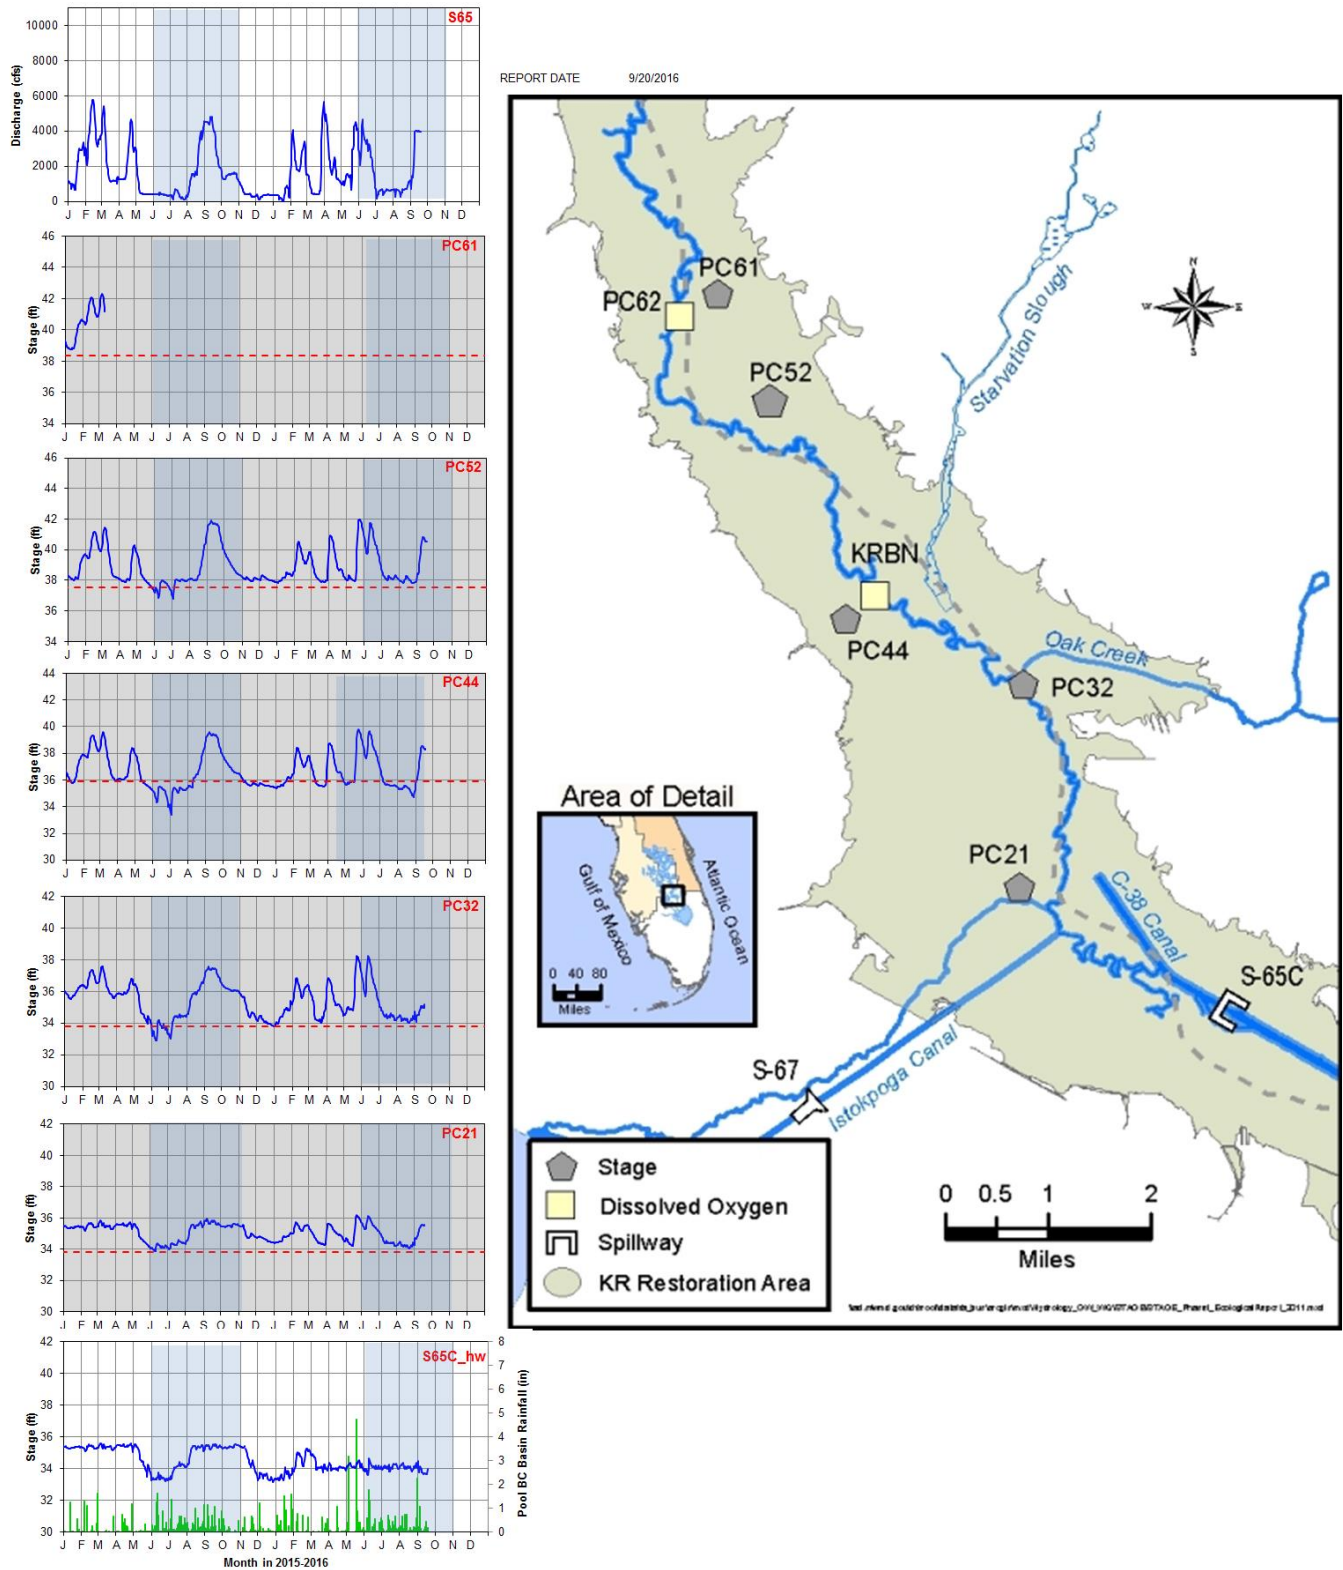 S65
10000
8000
6000
4000
2000
0
Discharge (cfs)
J F M A M J J A S O N D J F M A M J J A S O N D
REPORT DATE 9/20/2016
PC61
46
44
42
40
38
36
34
Stage (ft)
J F M A M J J A S O N D J F M A M J J A S O N D
PC52
46
44
42
40
38
36
34
Stage (ft)
J F M A M J J A S O N D J F M A M J J A S O N D
PC44
44
42
40
38
36
34
32
30
Stage (ft)
J F M A M J J A S O N D J F M A M J J A S O N D
PC32
42
40
38
36
34
32
30
Stage (ft)
J F M A M J J A S O N D J F M A M J J A S O N D
PC21
42
40
38
36
34
32
30
Stage (ft)
J F M A M J J A S O N D J F M A M J J A S O N D
S65C_hw
42
40
38
36
34
32
30
Stage (ft)
8
7
6
5
4
3
2
1
0
Pool BC Basin Rainfall (in)
J F M A M J J A S O N D J F M A M J J A S O N D
Month in 2015-2016
PC61
PC62
PC52
Starvation Slough
N
W
E
S
KRBN
PC44
Oak Creek
PC32
PC21
C-38 Canal
S-65C
S-67
Istokpoga Canal
Area of Detail
Gulf of Mexico
Atlantic Ocean
0 40 80
Miles
Stage
Dissolved Oxygen
Spillway
KR Restoration Area
0 0.5 1 2
Miles